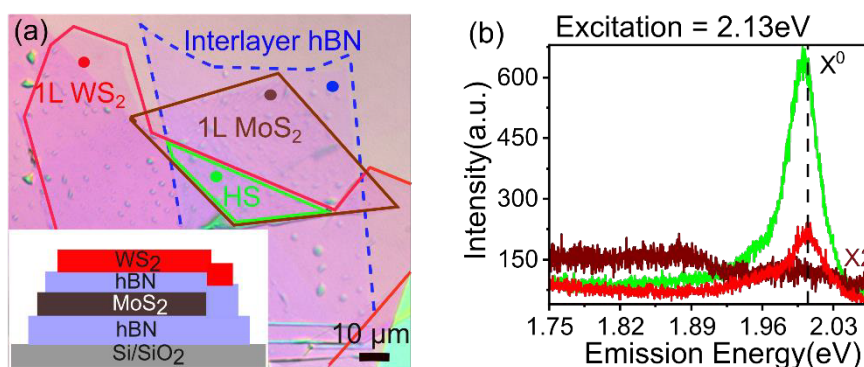 (a)
Interlayer hBN
1L WS₂
1L MoS₂
HS
WS₂
hBN
MoS₂
hBN
Si/SiO₂
10 μm
(b)
Excitation = 2.13eV
X⁰
600
450
300
150
Intensity(a.u.)
1.75 1.82 1.89 1.96 2.03
Emission Energy(eV)